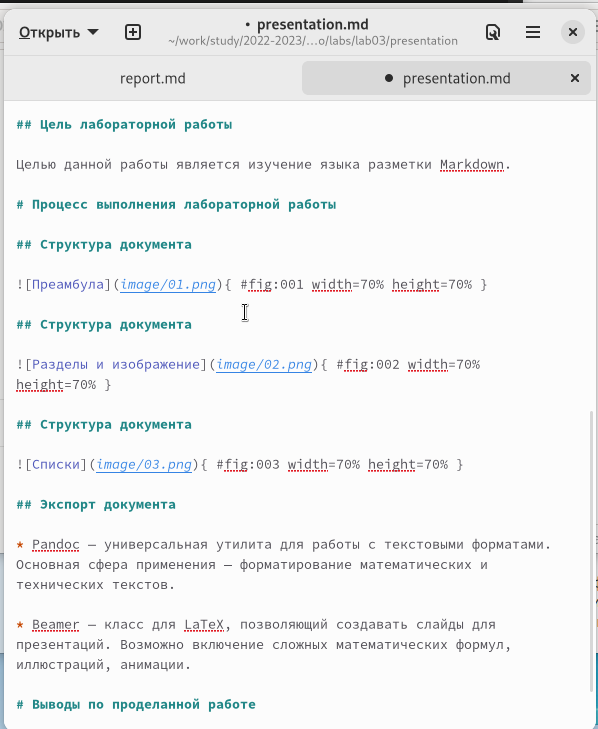 Открыть
• presentation.md
~/work/study/2022-2023/…o/labs/lab03/presentation
report.md
● presentation.md
## Цель лабораторной работы
Целью данной работы является изучение языка разметки Markdown.
# Процесс выполнения лабораторной работы
## Структура документа
![Преамбула](image/01.png){ #fig:001 width=70% height=70% }
## Структура документа
![Разделы и изображение](image/02.png){ #fig:002 width=70%
height=70% }
## Структура документа
![Списки](image/03.png){ #fig:003 width=70% height=70% }
## Экспорт документа
* Pandoc — универсальная утилита для работы с текстовыми форматами.
Основная сфера применения — форматирование математических и
технических текстов.
* Beamer — класс для LaTeX, позволяющий создавать слайды для
презентаций. Возможно включение сложных математических формул,
иллюстраций, анимации.
# Выводы по проделанной работе